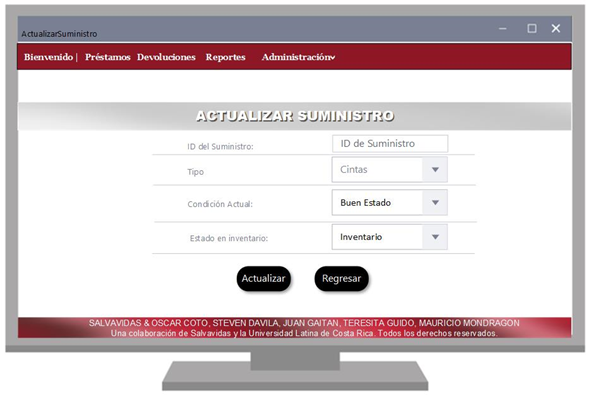 ActualizarSuministro
Bienvenido | Préstamos Devoluciones Reportes Administración
ACTUALIZAR SUMINISTRO
ID del Suministro: ID de Suministro
Tipo Cintas
Condición Actual: Buen Estado
Estado en inventario: Inventario
Actualizar Regresar
SALVAVIDAS & OSCAR COTO, STEVEN DAVILA, JUAN GAITAN, TERESITA GUIDO, MAURICIO MONDRAGON
Una colaboración de Salvavidas y la Universidad Latina de Costa Rica. Todos los derechos reservados.